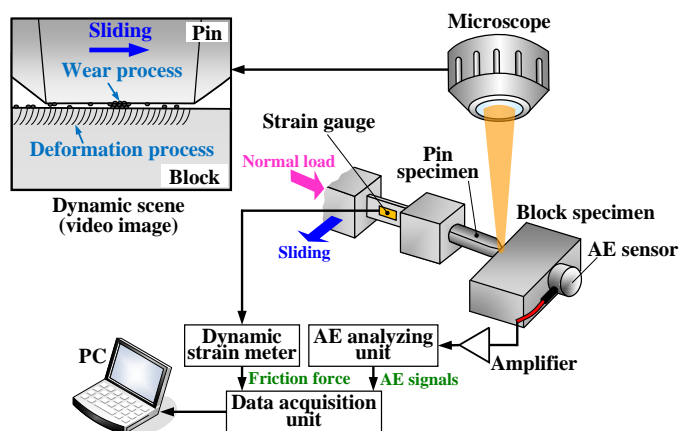 Pin
Sliding
Wear process
Deformation process
Block
Dynamic scene
(video image)
Microscope
Strain gauge
Normal load
Pin
specimen
Block specimen
AE sensor
Sliding
Dynamic
strain meter
AE analyzing
unit
Amplifier
PC
Friction force
AE signals
Data acquisition
unit